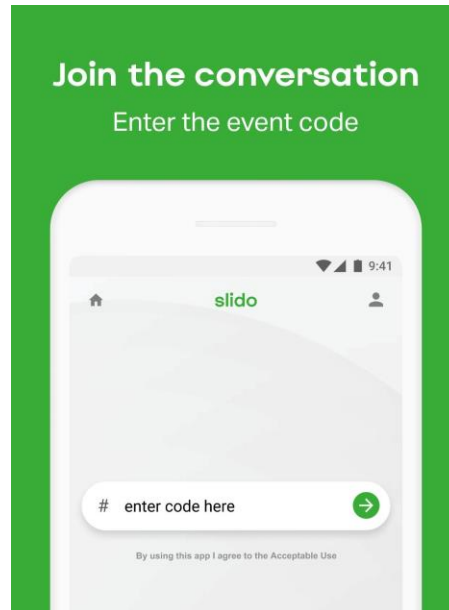 Join the conversation
Enter the event code
9:41
slido
# enter code here
By using this app I agree to the Acceptable Use